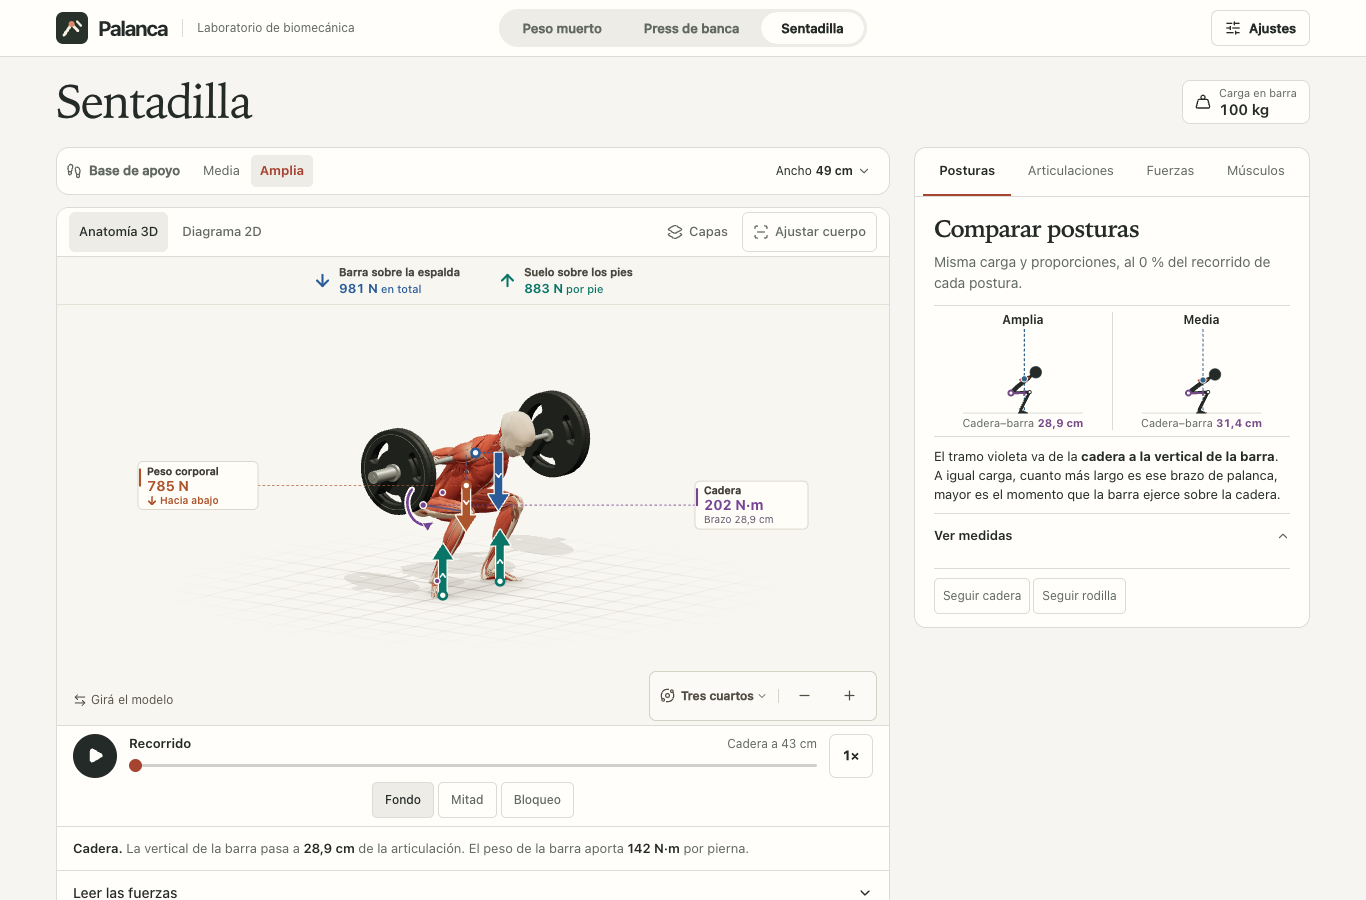 Palanca
Laboratorio de biomecánica
Peso muerto
Press de banca
Sentadilla
Ajustes
Sentadilla
Carga en barra
100 kg
Base de apoyo
Media
Amplia
Ancho 49 cm
Anatomía 3D
Diagrama 2D
Capas
Ajustar cuerpo
Barra sobre la espalda
981 N en total
Suelo sobre los pies
883 N por pie
Peso corporal
785 N
Hacia abajo
Cadera
202 N·m
Brazo 28,9 cm
Girá el modelo
Tres cuartos
Recorrido
Cadera a 43 cm
1×
Fondo
Mitad
Bloqueo
Cadera. La vertical de la barra pasa a 28,9 cm de la articulación. El peso de la barra aporta 142 N·m por pierna.
Leer las fuerzas
Posturas
Articulaciones
Fuerzas
Músculos
Comparar posturas
Misma carga y proporciones, al 0 % del recorrido de
cada postura.
Amplia
Media
Cadera–barra 28,9 cm
Cadera–barra 31,4 cm
El tramo violeta va de la cadera a la vertical de la barra.
A igual carga, cuanto más largo es ese brazo de palanca,
mayor es el momento que la barra ejerce sobre la cadera.
Ver medidas
Seguir cadera
Seguir rodilla